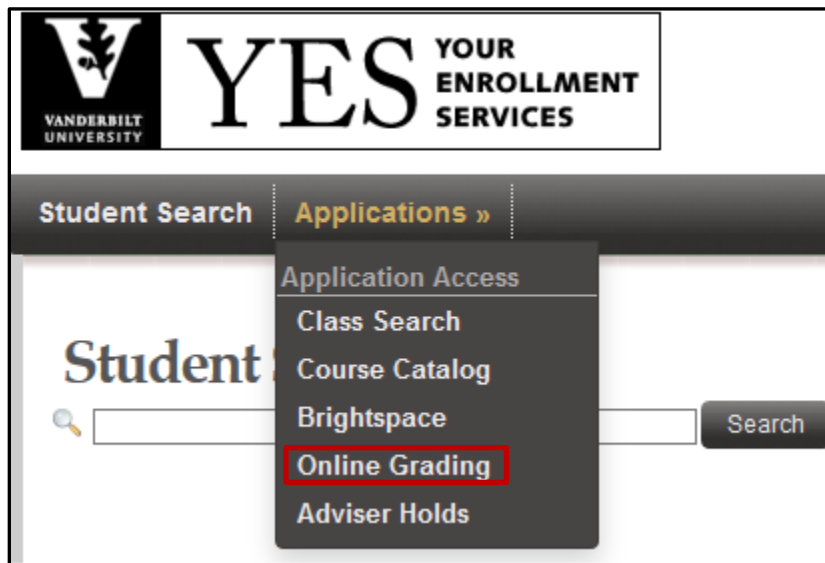 VANDERBILT
UNIVERSITY
YES
YOUR
ENROLLMENT
SERVICES
Student Search
Applications »
Application Access
Class Search
Course Catalog
Brightspace
Online Grading
Adviser Holds
Student
Search